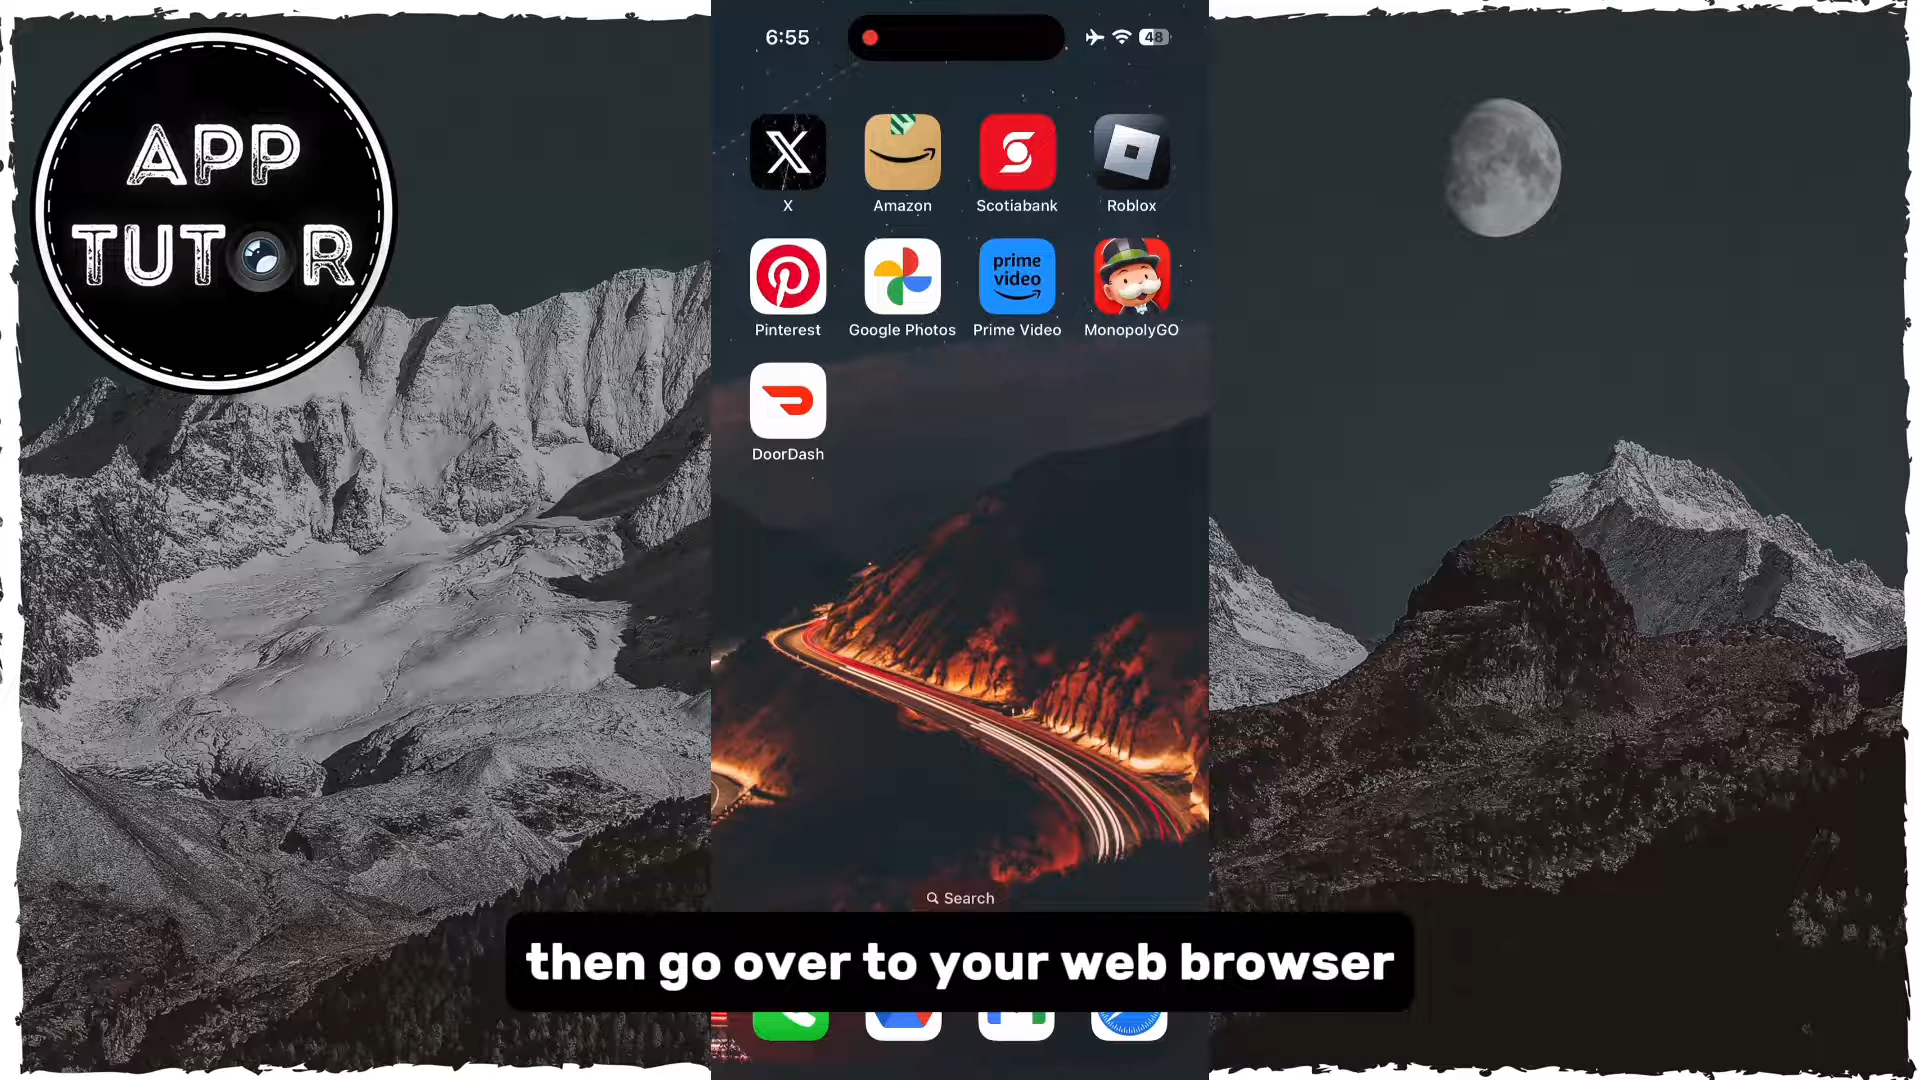 APP
TUTOR
6:55
48
X
Amazon
Scotiabank
Roblox
prime
video
Pinterest
Google Photos
Prime Video
MonopolyGO
DoorDash
Search
then go over to your web browser